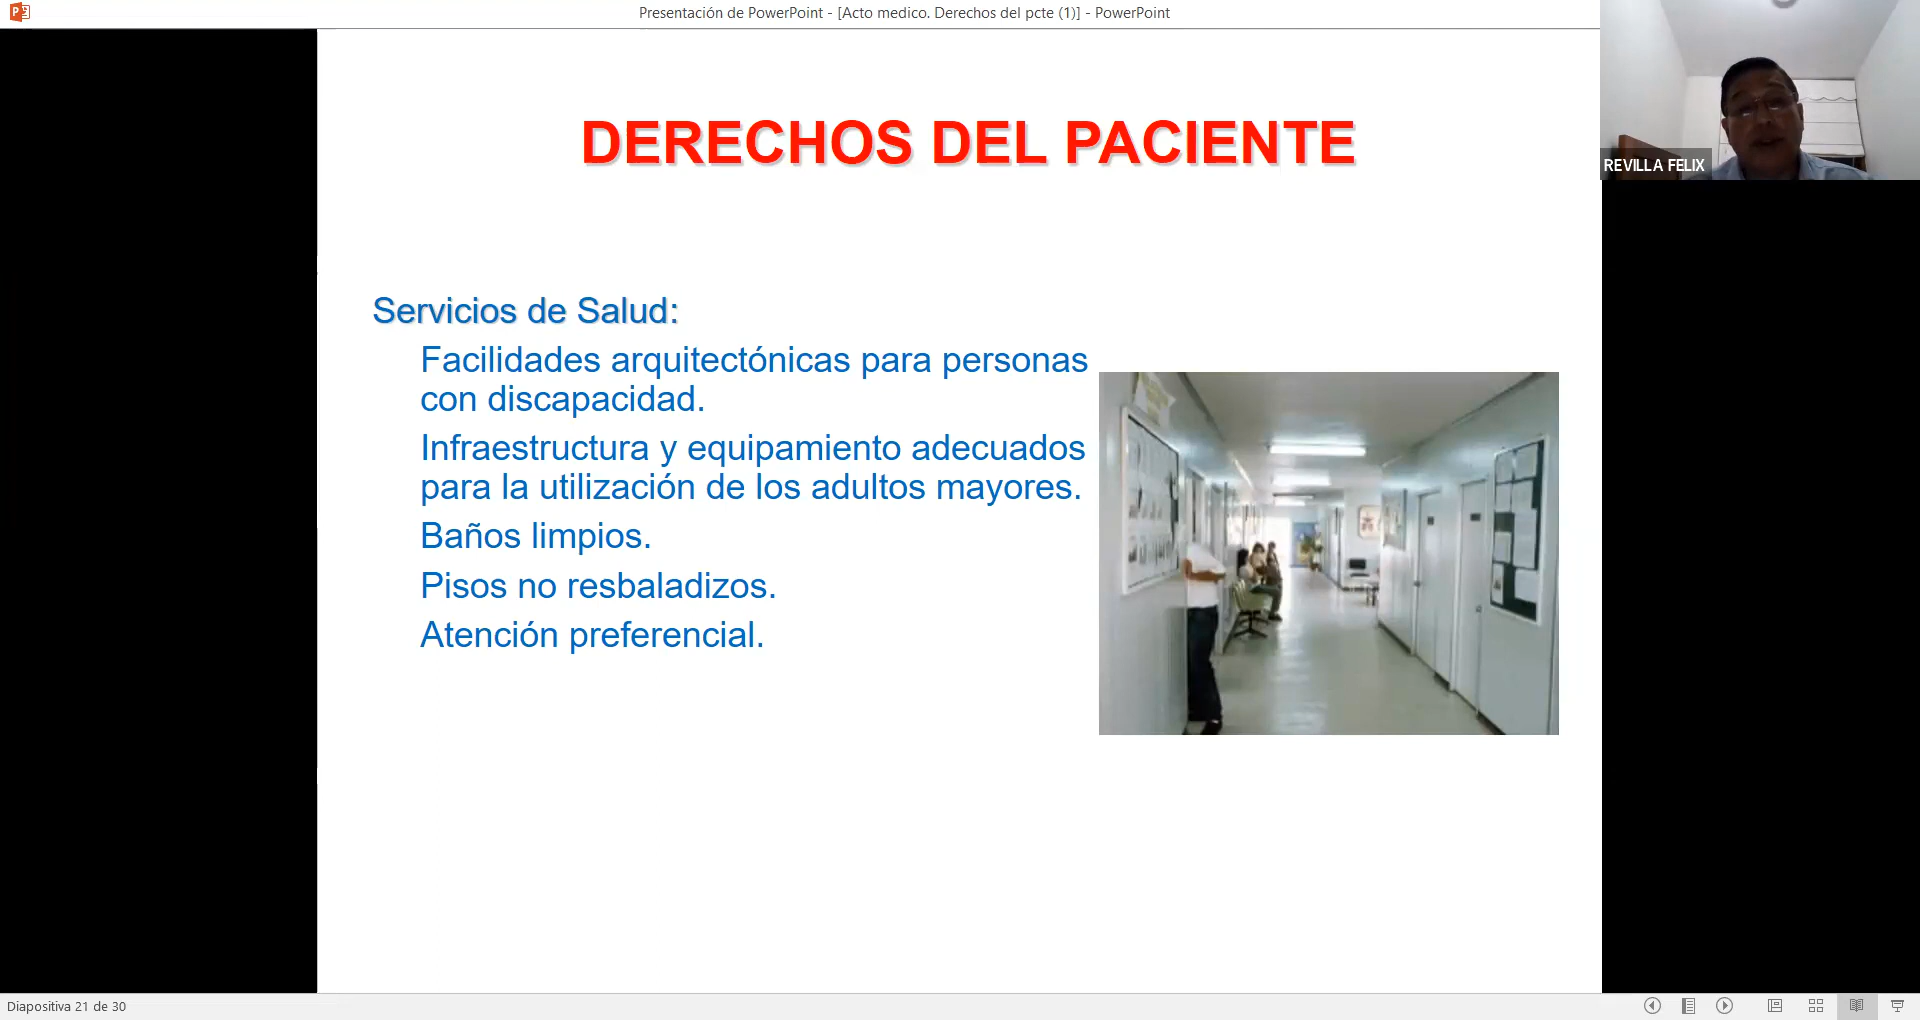 Presentación de PowerPoint - [Acto medico. Derechos del pcte (1)] - PowerPoint
REVILLA FELIX
DERECHOS DEL PACIENTE
Servicios de Salud:
Facilidades arquitectónicas para personas
con discapacidad.
Infraestructura y equipamiento adecuados
para la utilización de los adultos mayores.
Baños limpios.
Pisos no resbaladizos.
Atención preferencial.
Diapositiva 21 de 30